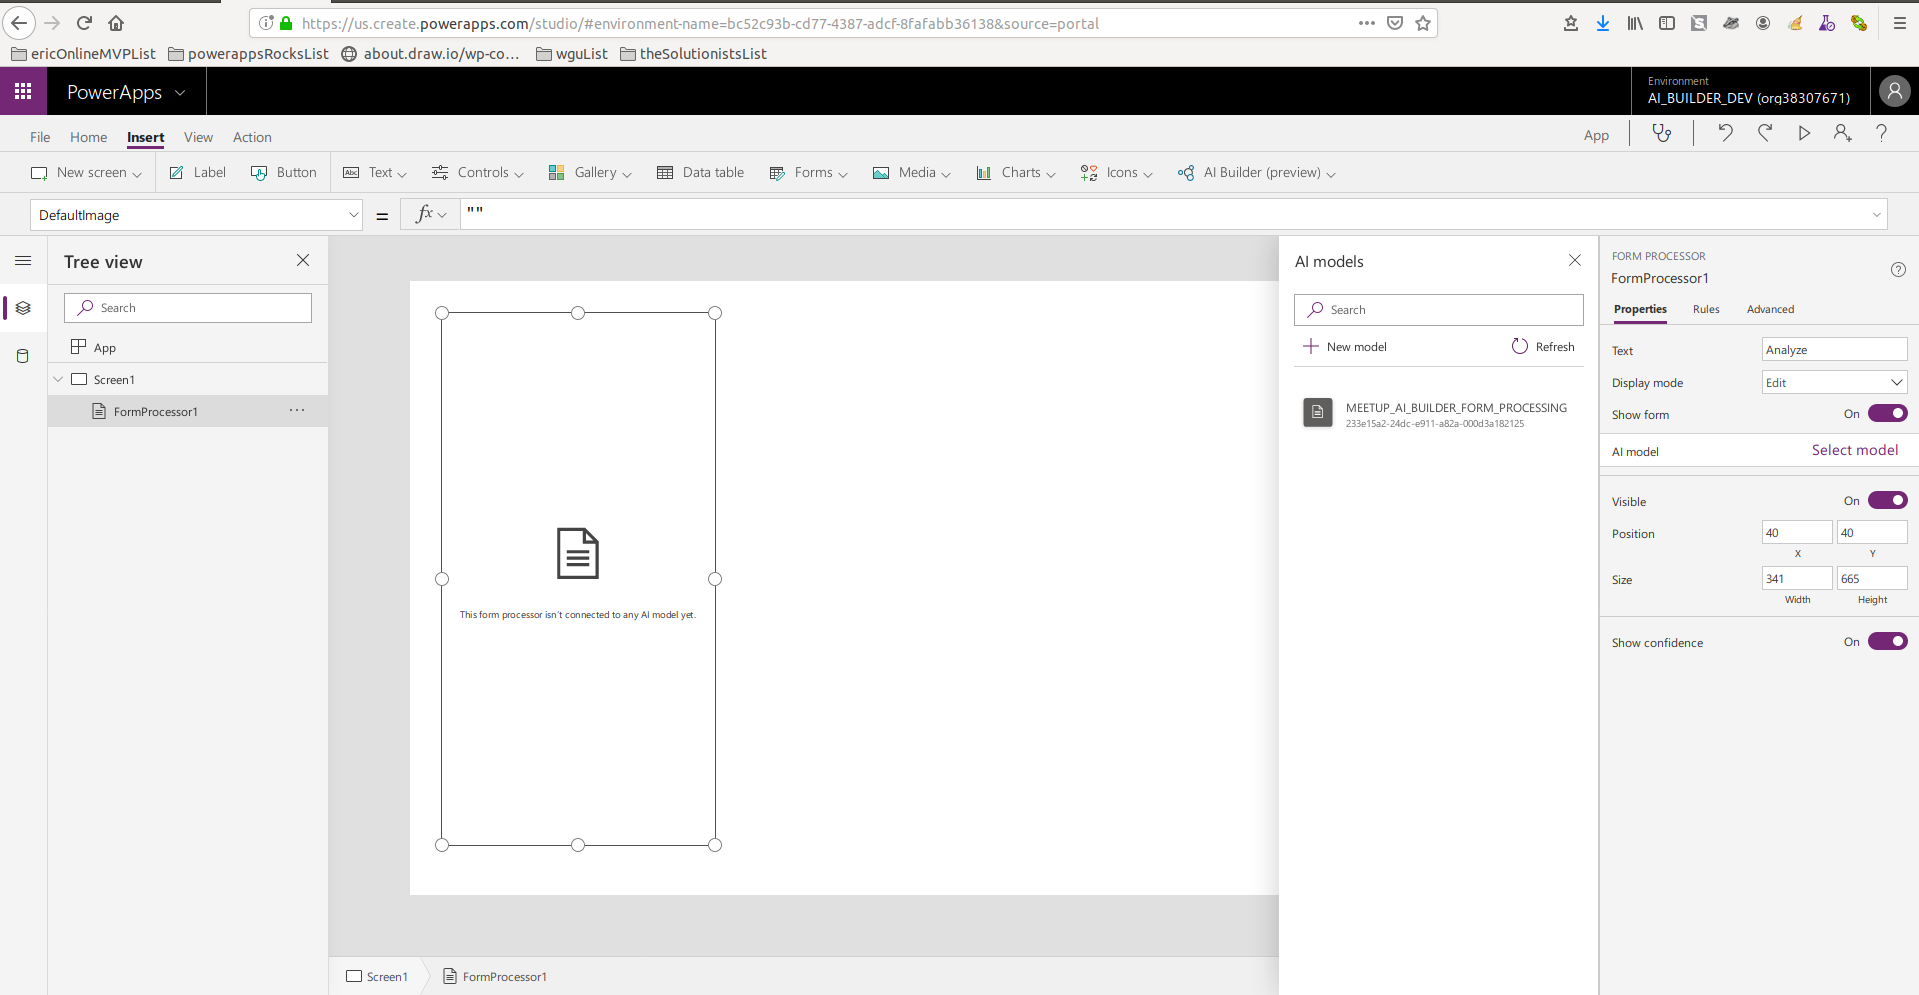 https://us.create.powerapps.com/studio/#environment-name=bc52c93b-cd77-4387-adcf-8fafabb36138&source=portal
ericOnlineMVPList powerappsRocksList about.draw.io/wp-co... wguList theSolutionistsList
PowerApps
Environment
AI_BUILDER_DEV (org38307671)
File Home Insert View Action App
New screen Label Button Text Controls Gallery Data table Forms Media Charts Icons AI Builder (preview)
DefaultImage = fx ""
Tree view
Search
App
Screen1
FormProcessor1
This form processor isn't connected to any AI model yet.
Screen1 FormProcessor1
AI models
Search
New model Refresh
MEETUP_AI_BUILDER_FORM_PROCESSING
233e15a2-24dc-e911-a82a-000d3a182125
FORM PROCESSOR
FormProcessor1
Properties Rules Advanced
Text Analyze
Display mode Edit
Show form On
AI model Select model
Visible On
Position 40 40
X Y
Size 341 665
Width Height
Show confidence On